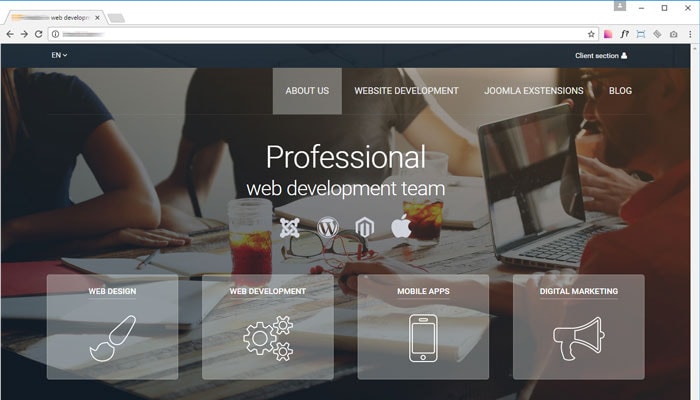 web developm
EN
Client section
ABOUT US
WEBSITE DEVELOPMENT
JOOMLA EXSTENSIONS
BLOG
Professional
web development team
WEB DESIGN
WEB DEVELOPMENT
MOBILE APPS
DIGITAL MARKETING